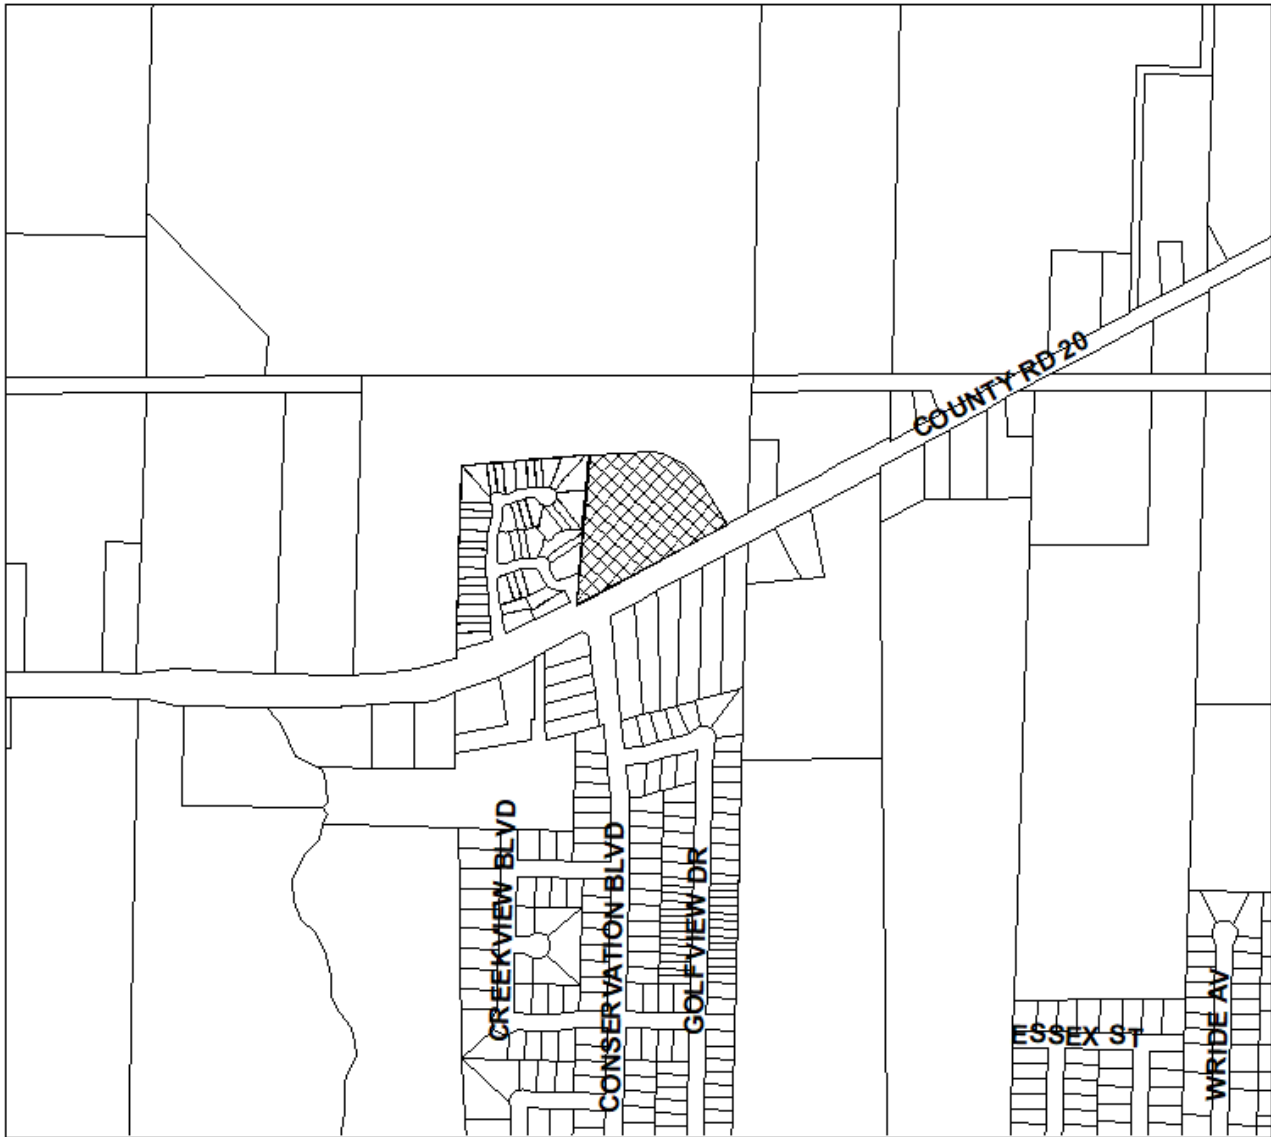 COUNTY RD 20
CREEKVIEW BLVD
CONSERVATION BLVD
GOLFVIEW DR
ESSEX ST
WRIDE AV